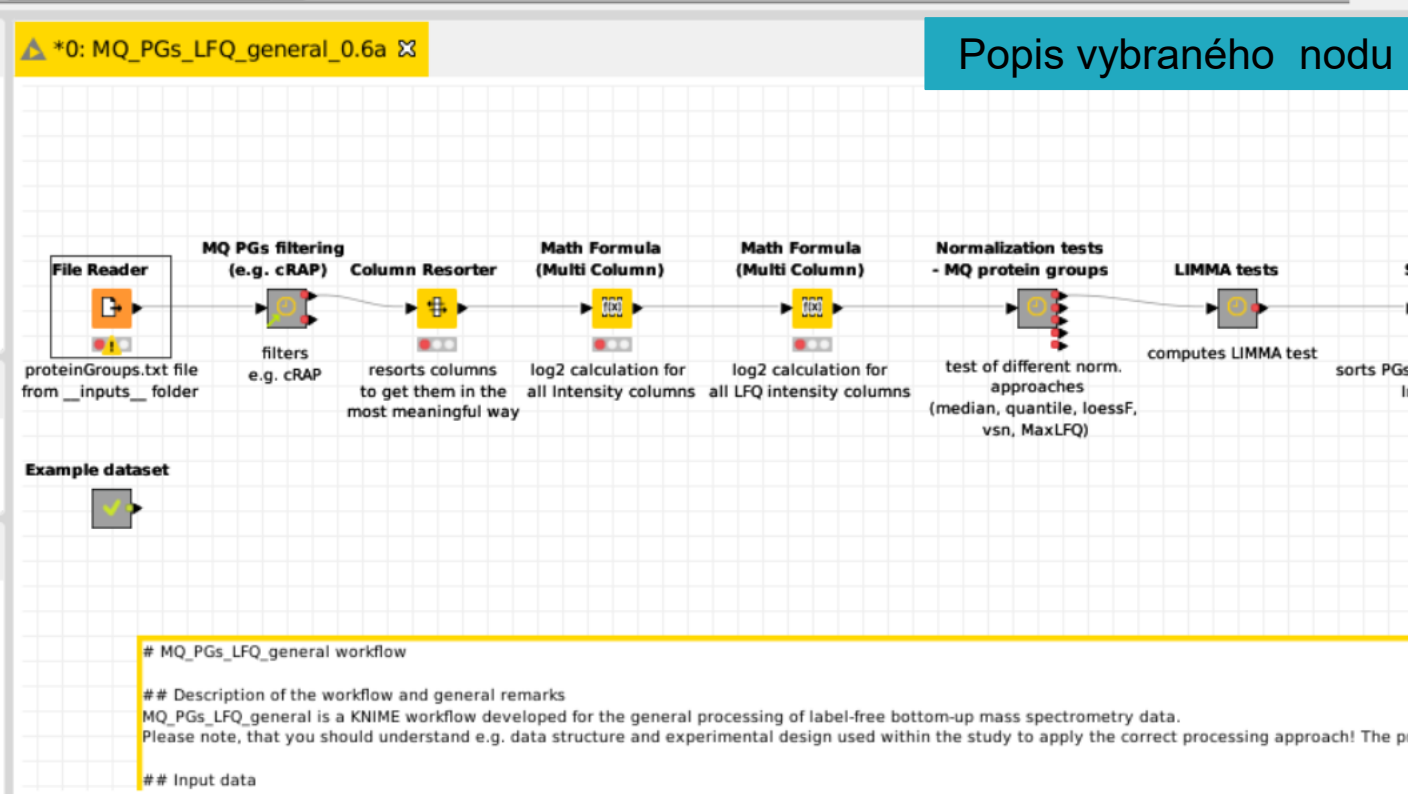 *0: MQ_PGs_LFQ_general_0.6a
Popis vybraného nodu
File Reader
proteinGroups.txt file
from __inputs__ folder
MQ PGs filtering
(e.g. cRAP)
filters
e.g. cRAP
Column Resorter
resorts columns
to get them in the
most meaningful way
Math Formula
(Multi Column)
log2 calculation for
all Intensity columns
Math Formula
(Multi Column)
log2 calculation for
all LFQ intensity columns
Normalization tests
- MQ protein groups
test of different norm.
approaches
(median, quantile, loessF,
vsn, MaxLFQ)
LIMMA tests
computes LIMMA test
sorts PGs
Example dataset
# MQ_PGs_LFQ_general workflow
## Description of the workflow and general remarks
MQ_PGs_LFQ_general is a KNIME workflow developed for the general processing of label-free bottom-up mass spectrometry data.
Please note, that you should understand e.g. data structure and experimental design used within the study to apply the correct processing approach! The
## Input data